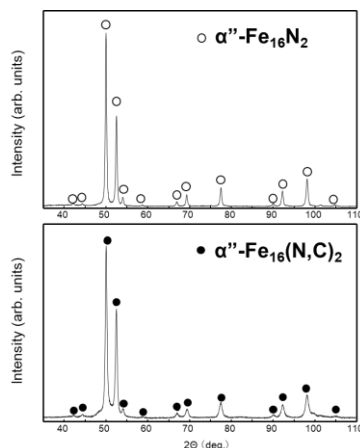 Intensity (arb. units)
○ α”-Fe₁₆N₂
40 50 60 70 80 90 100 110
Intensity (arb. units)
● α”-Fe₁₆(N,C)₂
40 50 60 70 80 90 100 110
2Θ (deg.)